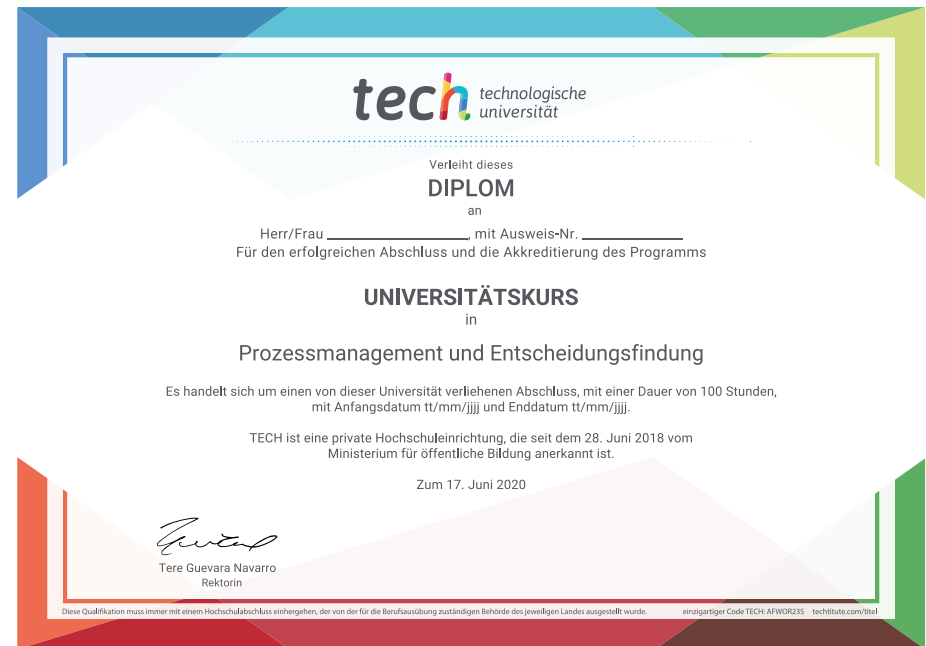 tech technologische
universität
Verleiht dieses
DIPLOM
an
Herr/Frau ____________________, mit Ausweis-Nr. ______________
Für den erfolgreichen Abschluss und die Akkreditierung des Programms
UNIVERSITÄTSKURS
in
Prozessmanagement und Entscheidungsfindung
Es handelt sich um einen von dieser Universität verliehenen Abschluss, mit einer Dauer von 100 Stunden,
mit Anfangsdatum tt/mm/jjjj und Enddatum tt/mm/jjjj.
TECH ist eine private Hochschuleinrichtung, die seit dem 28. Juni 2018 vom
Ministerium für öffentliche Bildung anerkannt ist.
Zum 17. Juni 2020
Tere Guevara Navarro
Rektorin
Diese Qualifikation muss immer mit einem Hochschulabschluss einhergehen, der von der für die Berufsausübung zuständigen Behörde des jeweiligen Landes ausgestellt wurde. einzigartiger Code TECH: AFWOR23S techtitute.com/titel